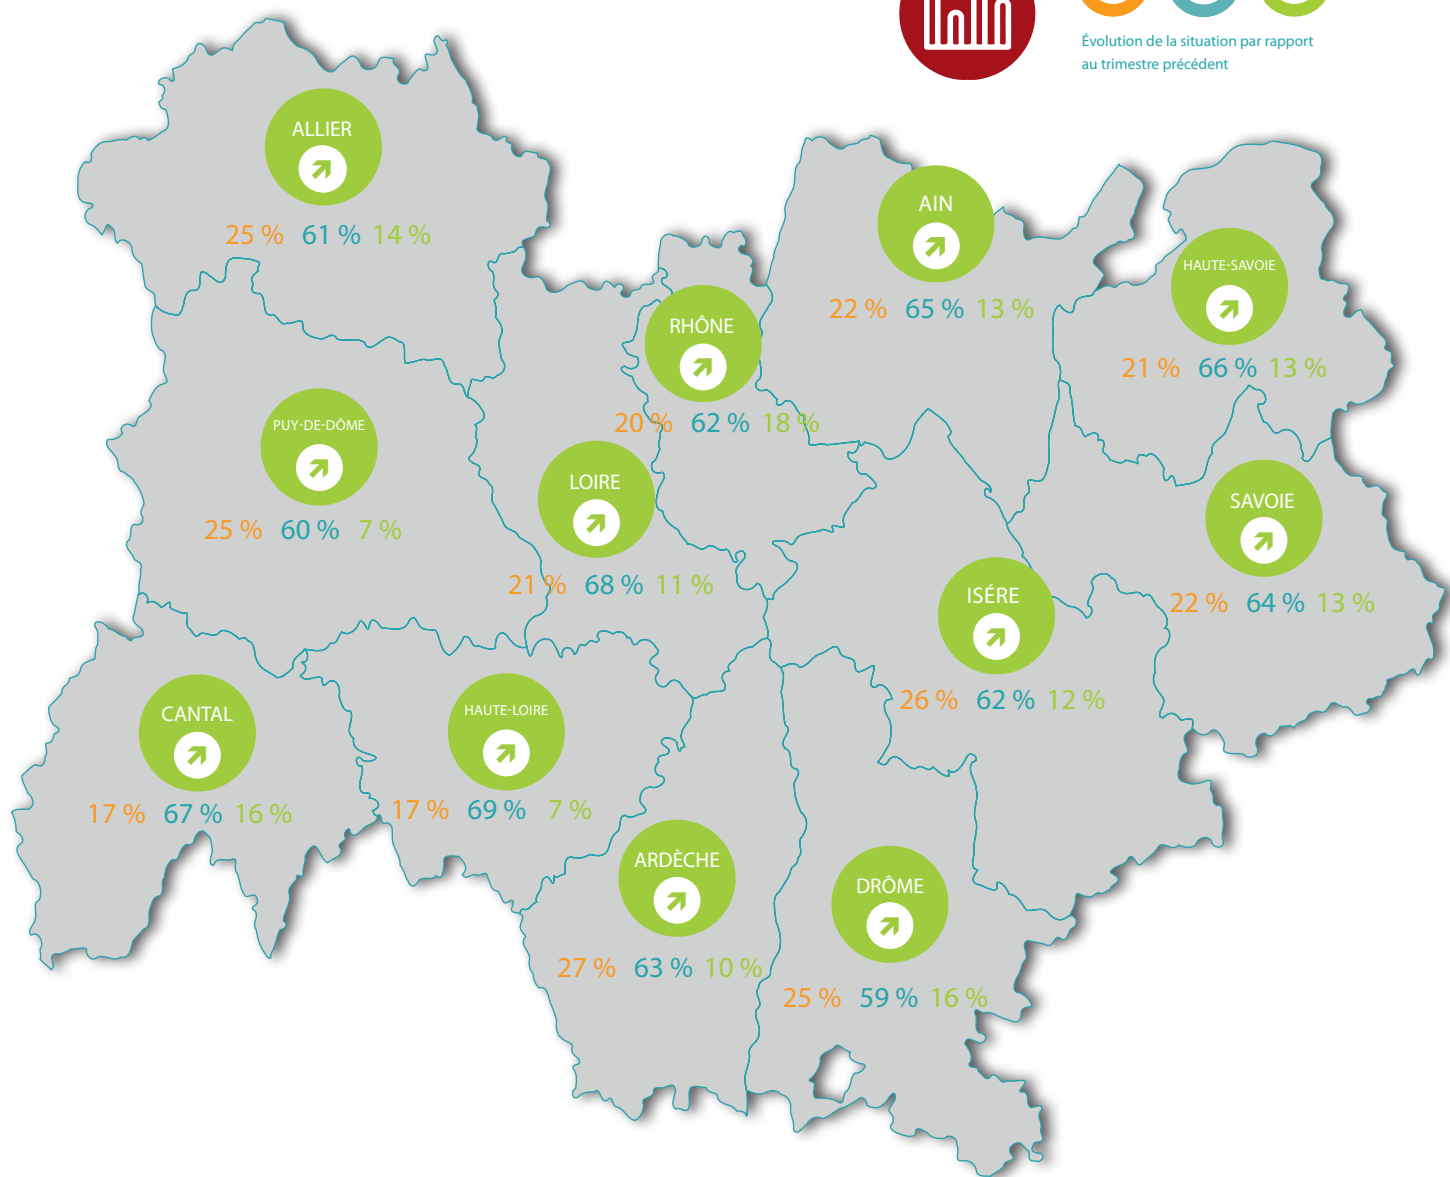 Évolution de la situation par rapport
au trimestre précédent
ALLIER
25 % 61 % 14 %
AIN
22 % 65 % 13 %
HAUTE-SAVOIE
21 % 66 % 13 %
RHÔNE
20 % 62 % 18 %
PUY-DE-DÔME
25 % 60 % 7 %
LOIRE
21 % 68 % 11 %
SAVOIE
22 % 64 % 13 %
ISÉRE
26 % 62 % 12 %
CANTAL
17 % 67 % 16 %
HAUTE-LOIRE
17 % 69 % 7 %
ARDÈCHE
27 % 63 % 10 %
DRÔME
25 % 59 % 16 %